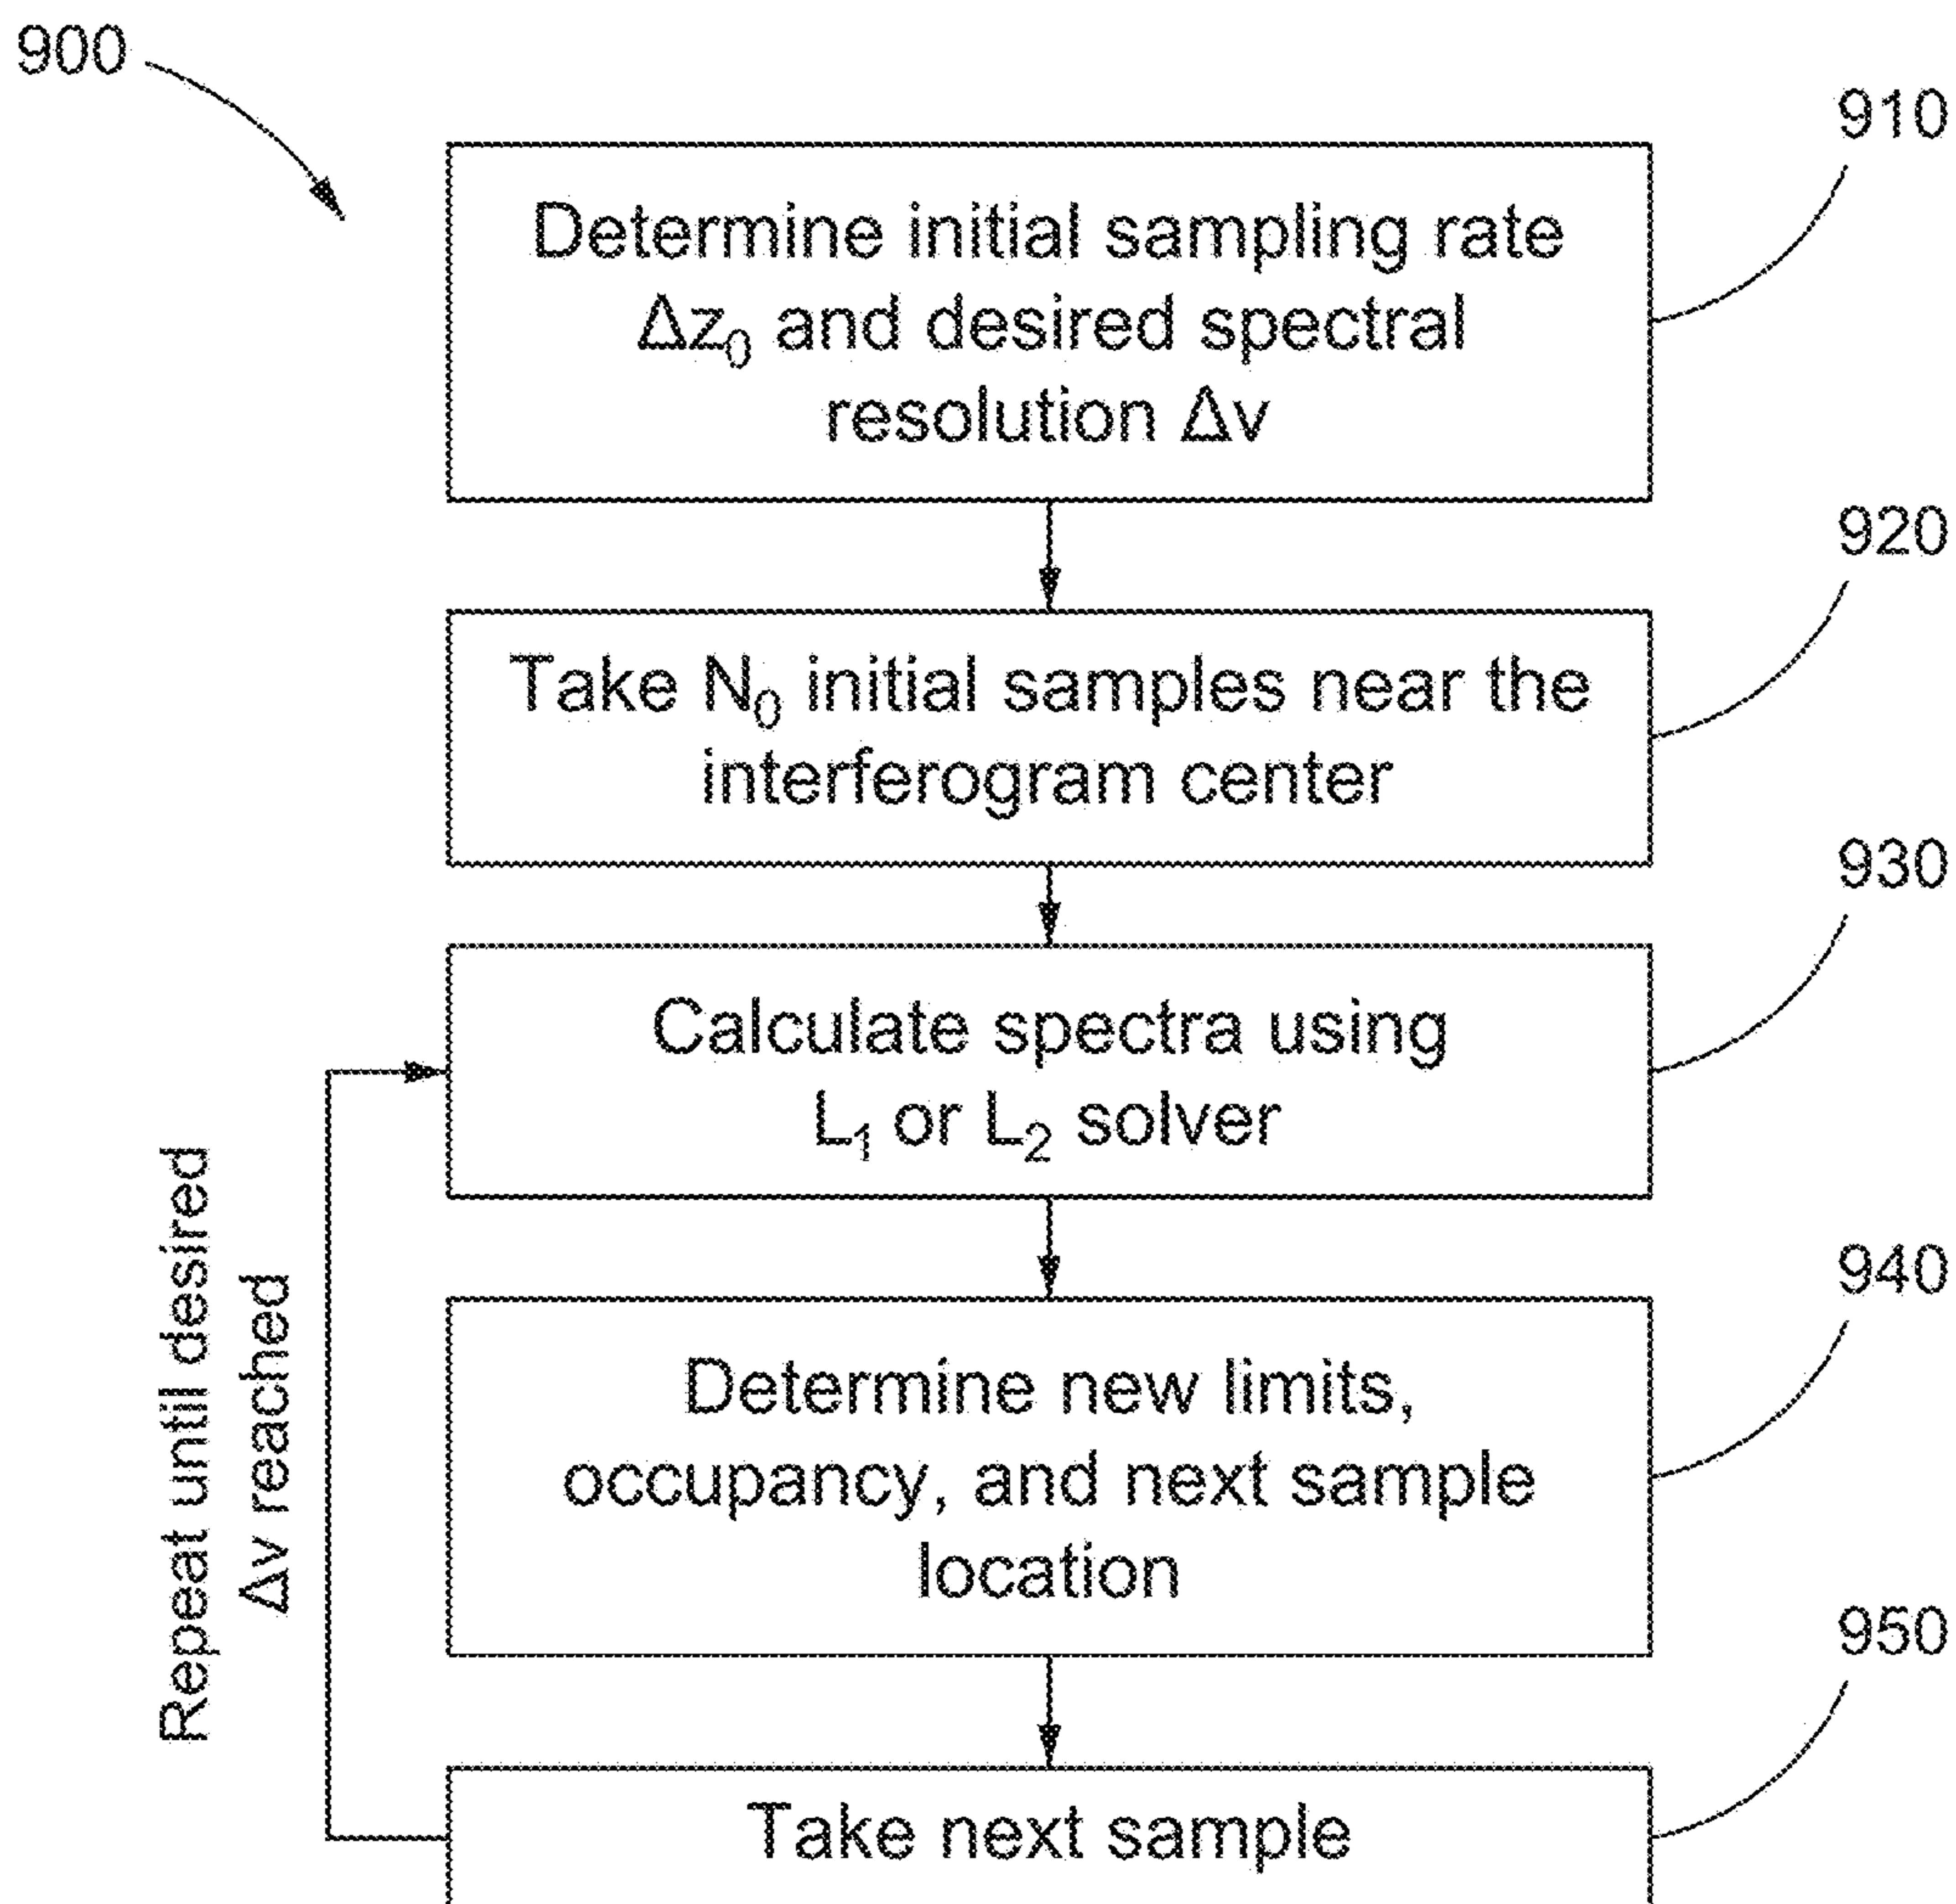 900
910
Determine initial sampling rate
Δz₀ and desired spectral
resolution Δv
920
Take N₀ initial samples near the
interferogram center
930
Calculate spectra using
L₁ or L₂ solver
940
Determine new limits,
occupancy, and next sample
location
950
Take next sample
Repeat until desired
Δv reached